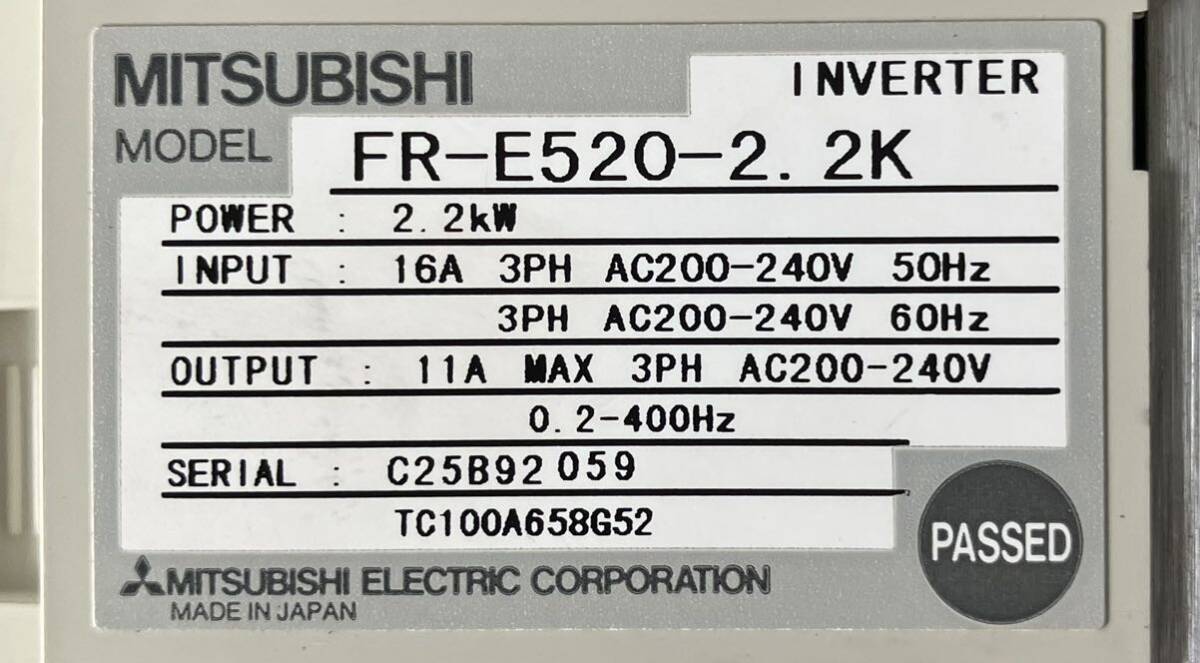 MITSUBISHI
INVERTER
MODEL FR-E520-2.2K
POWER : 2.2kW
INPUT : 16A 3PH AC200-240V 50Hz
3PH AC200-240V 60Hz
OUTPUT : 11A MAX 3PH AC200-240V
0.2-400Hz
SERIAL : C25B92 059
TC100A658G52
PASSED
MITSUBISHI ELECTRIC CORPORATION
MADE IN JAPAN